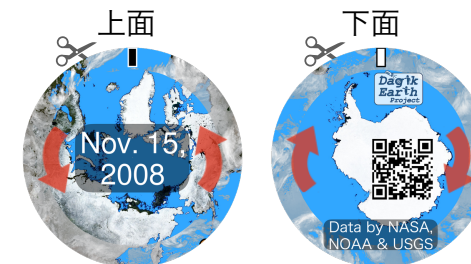 上面
下面
Nov. 15,
2008
Dagik
Earth
Project
Data by NASA,
NOAA & USGS